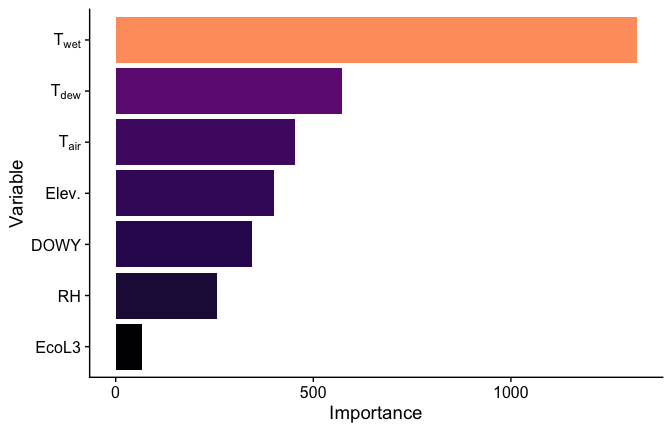 T_wet
T_dew
T_air
Elev.
DOWY
RH
EcoL3
Variable
0
500
1000
Importance